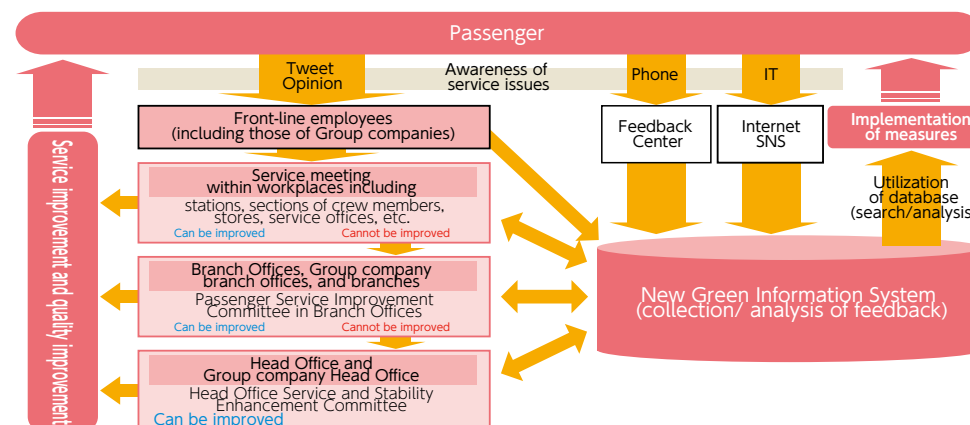 Passenger
Tweet
Opinion
Awareness of
service issues
Phone
IT
Front-line employees
(including those of Group companies)
Feedback
Center
Internet
SNS
Implementation
of measures
Service meeting
within workplaces including
stations, sections of crew members,
stores, service offices, etc.
Can be improved
Cannot be improved
Utilization
of database
(search/analysis)
Branch Offices, Group company
branch offices, and branches
Passenger Service Improvement
Committee in Branch Offices
Can be improved
Cannot be improved
New Green Information System
(collection/ analysis of feedback)
Head Office and
Group company Head Office
Head Office Service and Stability
Enhancement Committee
Can be improved
Service improvement and quality improvement